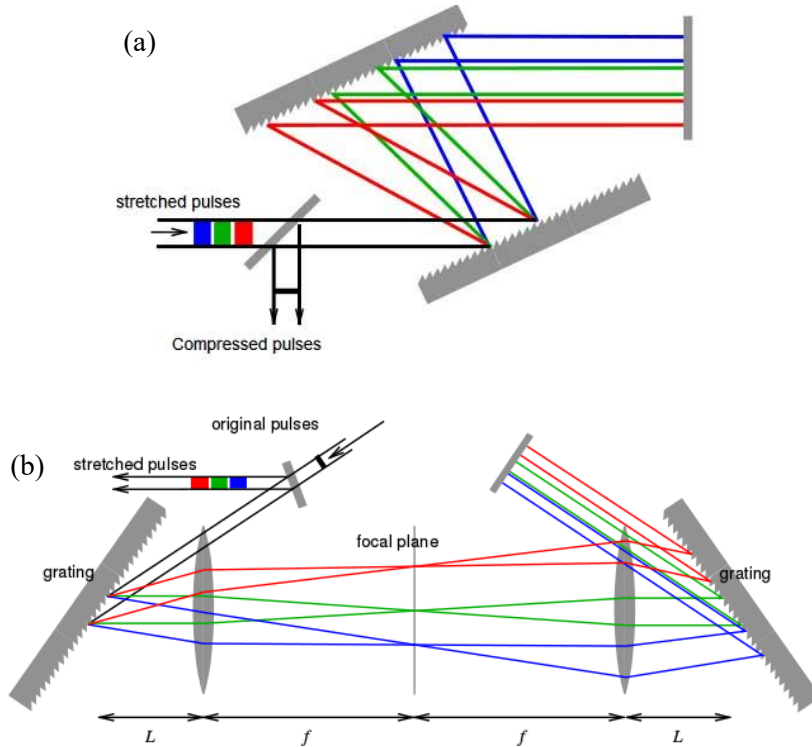 (a)
stretched pulses
Compressed pulses
original pulses
(b)
stretched pulses
focal plane
grating
grating
L
f
f
L